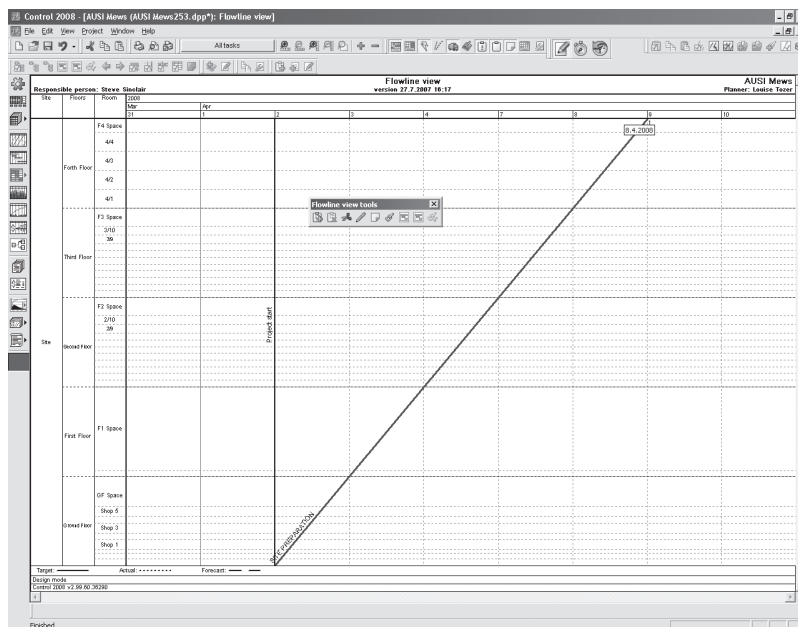 Control 2008 - [AUSI Mews (AUSI Mews253.dpp*): Flowline view]
File Edit View Project Window Help
All tasks
Flowline view
version 27.7.2007 16:17
AUSI Mews
Planner: Louise Tozer
Responsible person: Steve Sinclair
Site Floors Room 2008
Mar Apr
31 1 2 3 4 7 8 9 10
F4 Space
8.4.2008
4/4
4/3
Forth Floor
4/2
4/1
Flowline view tools
F3 Space
3/10
3/9
Third Floor
F2 Space
2/10
2/9
Project start
Site
Second Floor
F1 Space
First Floor
GF Space
Shop 5
Ground Floor
Shop 3
Shop 1
SITE PREPARATION
Target: Actual: Forecast:
Design mode
Control 2008 v2.99.60.36290
Finished